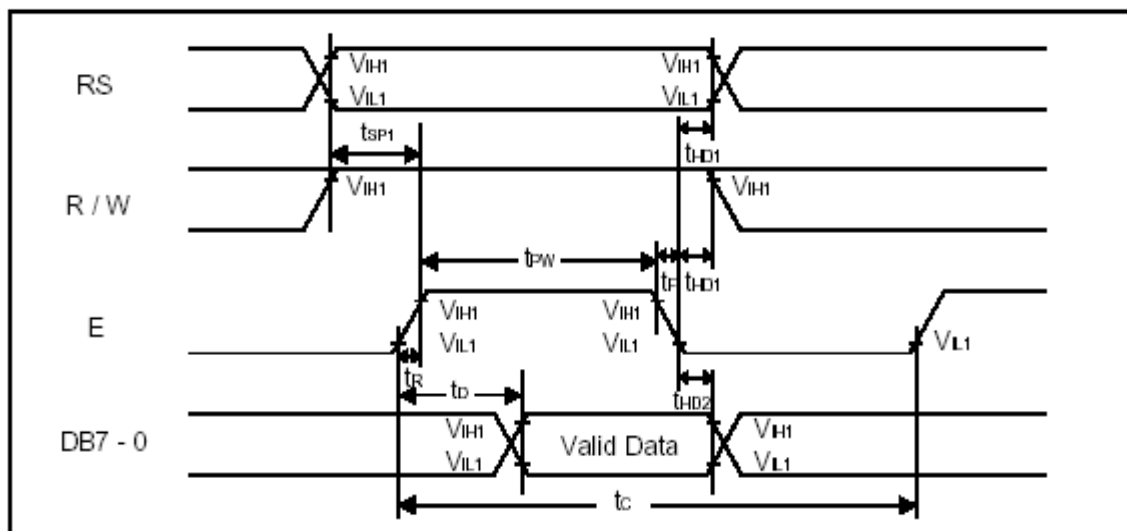 RS
VIH1
VIH1
VIL1
VIL1
tSP1
tHD1
R / W
VIH1
VIH1
tPW
tF
tHD1
E
VIH1
VIH1
VIL1
VIL1
VIL1
tR
tD
tHD2
DB7 - 0
VIH1
Valid Data
VIH1
VIL1
VIL1
tC